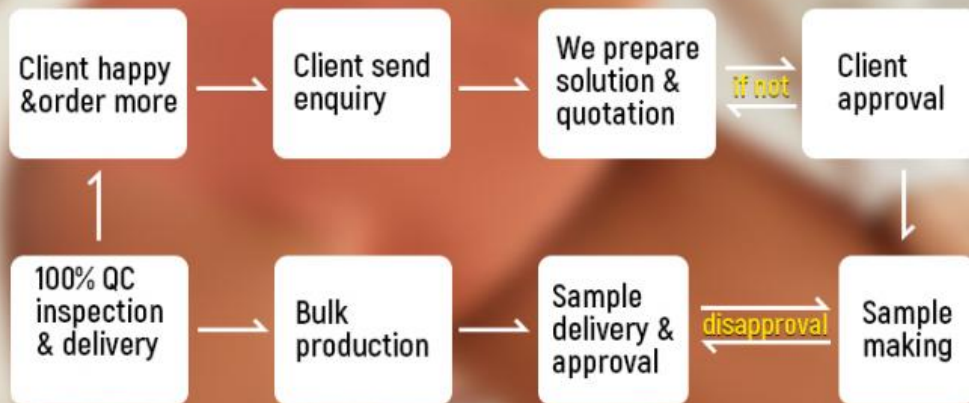 Client happy
&order more
Client send
enquiry
We prepare
solution &
quotation
if not
Client
approval
100% QC
inspection
& delivery
Bulk
production
Sample
delivery &
approval
disapproval
Sample
making